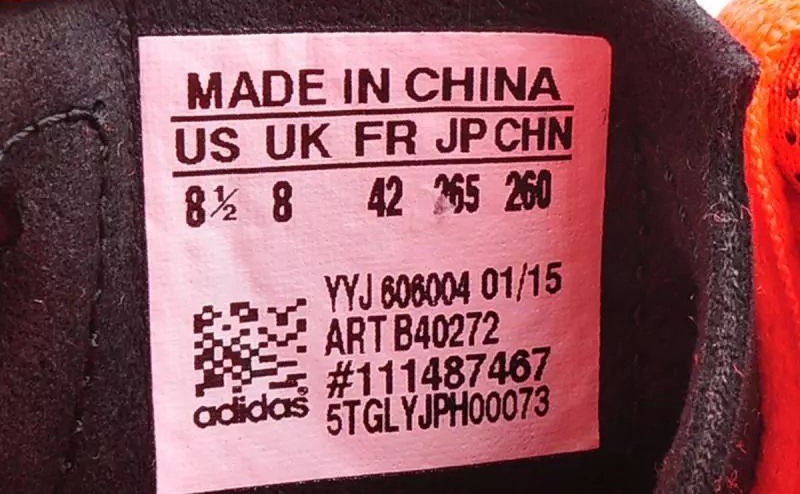 MADE IN CHINA
US UK FR JP CHN
8½ 8 42 265 260
YYJ 606004 01/15
ART B40272
#111487467
5TGLYJPH00073
adidas®